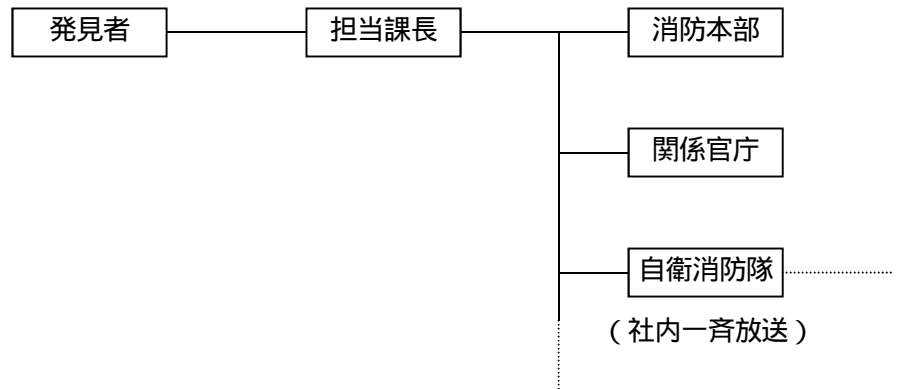 発見者
担当課長
消防本部
関係官庁
自衛消防隊
（社内一斉放送）